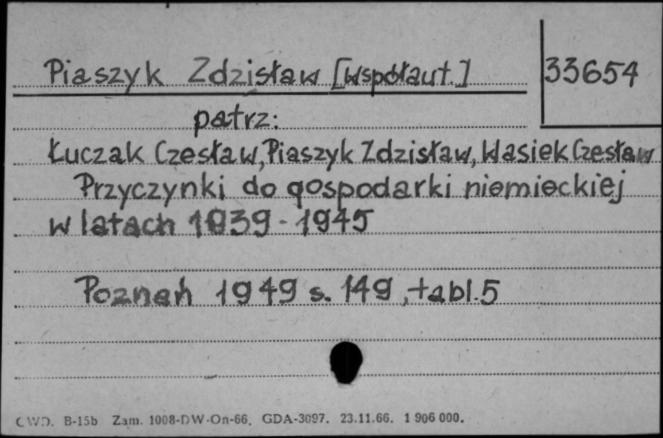 Piaszyk Zdzisław [współaut.]
33654
patrz:
Łuczak Czesław, Piaszyk Zdzisław, Wasiek Czesław
Przyczynki do gospodarki niemieckiej
w latach 1939-1945
Poznań 1949 s. 149, tabl. 5
CWD. B-15b Zam. 1008-DW-On-66. GDA-3097. 23.11.66. 1 906 000.